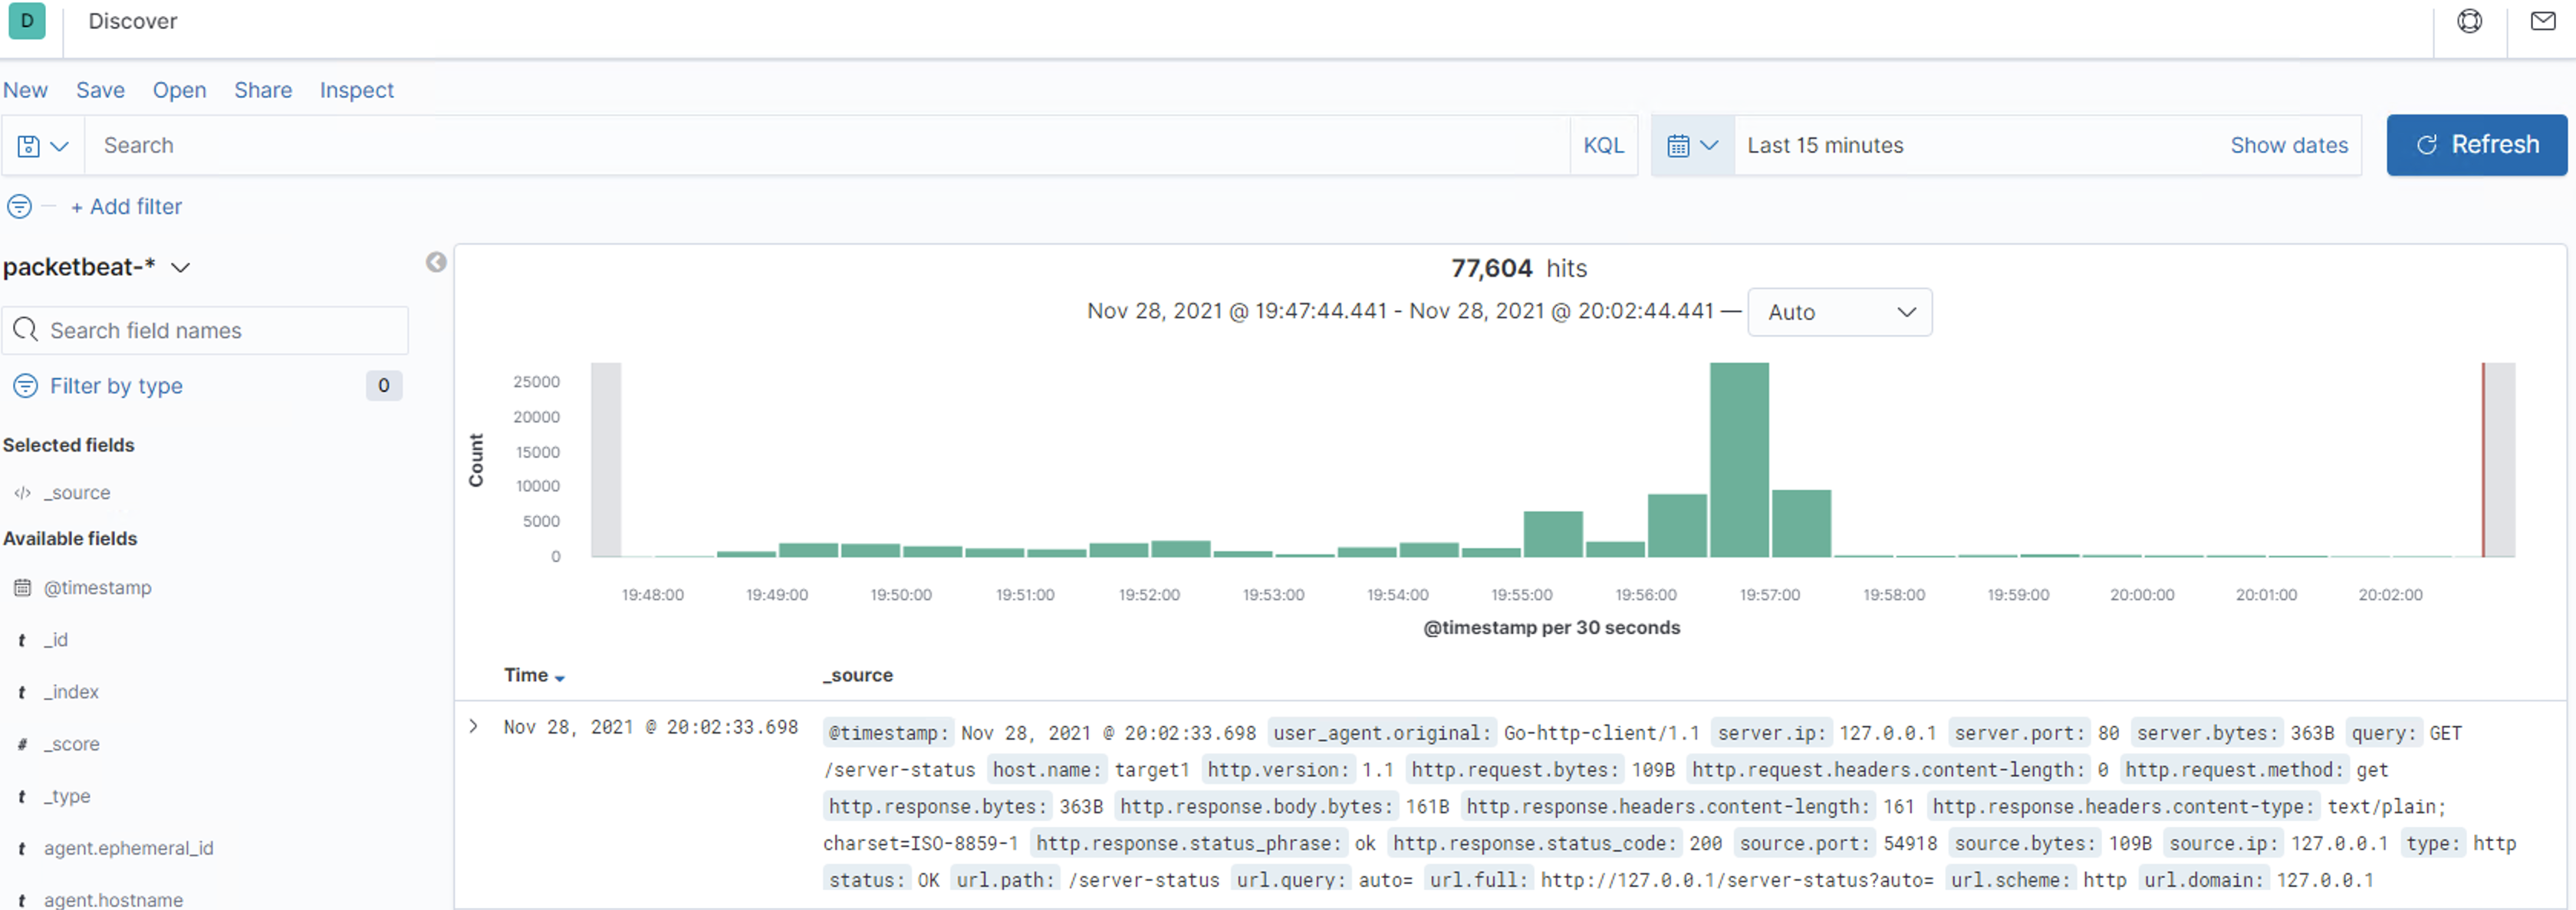 D Discover
New Save Open Share Inspect
Search KQL Last 15 minutes Show dates Refresh
+ Add filter
packetbeat-*
Search field names
Filter by type 0
Selected fields
_source
Available fields
@timestamp
t _id
t _index
# _score
t _type
t agent.ephemeral_id
t agent.hostname
77,604 hits
Nov 28, 2021 @ 19:47:44.441 - Nov 28, 2021 @ 20:02:44.441 — Auto
Count
25000
20000
15000
10000
5000
0
19:48:00 19:49:00 19:50:00 19:51:00 19:52:00 19:53:00 19:54:00 19:55:00 19:56:00 19:57:00 19:58:00 19:59:00 20:00:00 20:01:00 20:02:00
@timestamp per 30 seconds
Time _source
Nov 28, 2021 @ 20:02:33.698
@timestamp: Nov 28, 2021 @ 20:02:33.698 user_agent.original: Go-http-client/1.1 server.ip: 127.0.0.1 server.port: 80 server.bytes: 363B query: GET
/server-status host.name: target1 http.version: 1.1 http.request.bytes: 109B http.request.headers.content-length: 0 http.request.method: get
http.response.bytes: 363B http.response.body.bytes: 161B http.response.headers.content-length: 161 http.response.headers.content-type: text/plain;
charset=ISO-8859-1 http.response.status_phrase: ok http.response.status_code: 200 source.port: 54918 source.bytes: 109B source.ip: 127.0.0.1 type: http
status: OK url.path: /server-status url.query: auto= url.full: http://127.0.0.1/server-status?auto= url.scheme: http url.domain: 127.0.0.1